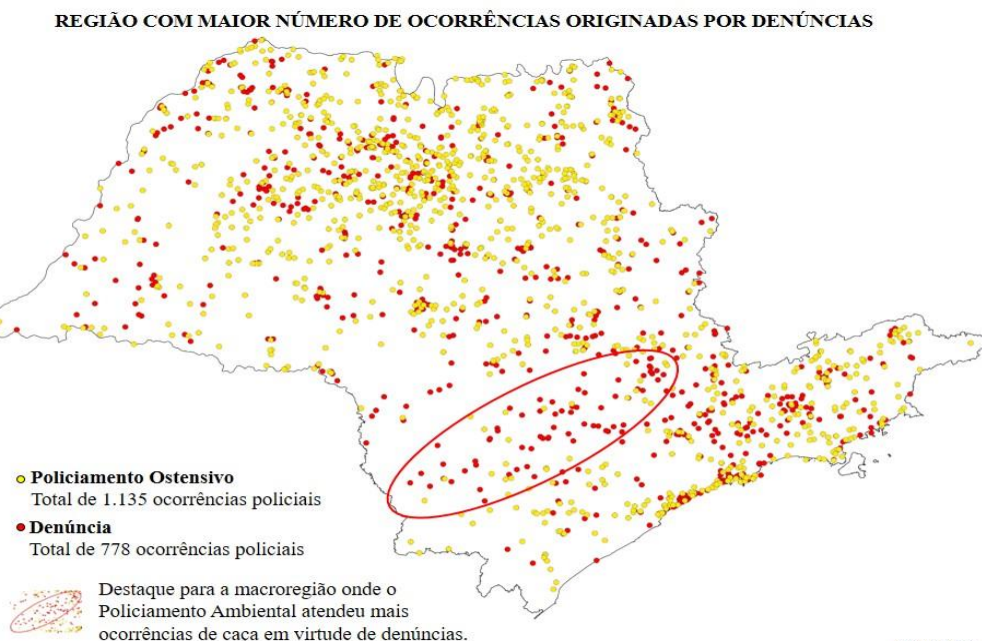 REGIÃO COM MAIOR NÚMERO DE OCORRÊNCIAS ORIGINADAS POR DENÚNCIAS
Policiamento Ostensivo
Total de 1.135 ocorrências policiais
Denúncia
Total de 778 ocorrências policiais
Destaque para a macroregião onde o
Policiamento Ambiental atendeu mais
ocorrências de caca em virtude de denúncias.